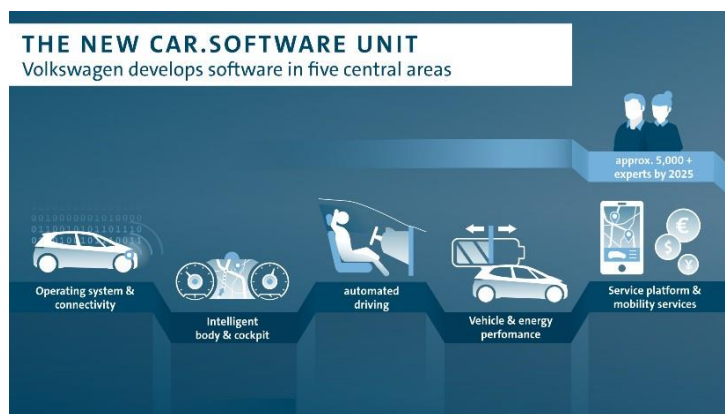 THE NEW CAR.SOFTWARE UNIT
Volkswagen develops software in five central areas
approx. 5,000 +
experts by 2025
Operating system &
connectivity
Intelligent
body & cockpit
automated
driving
Vehicle & energy
perfomance
Service platform &
mobility services